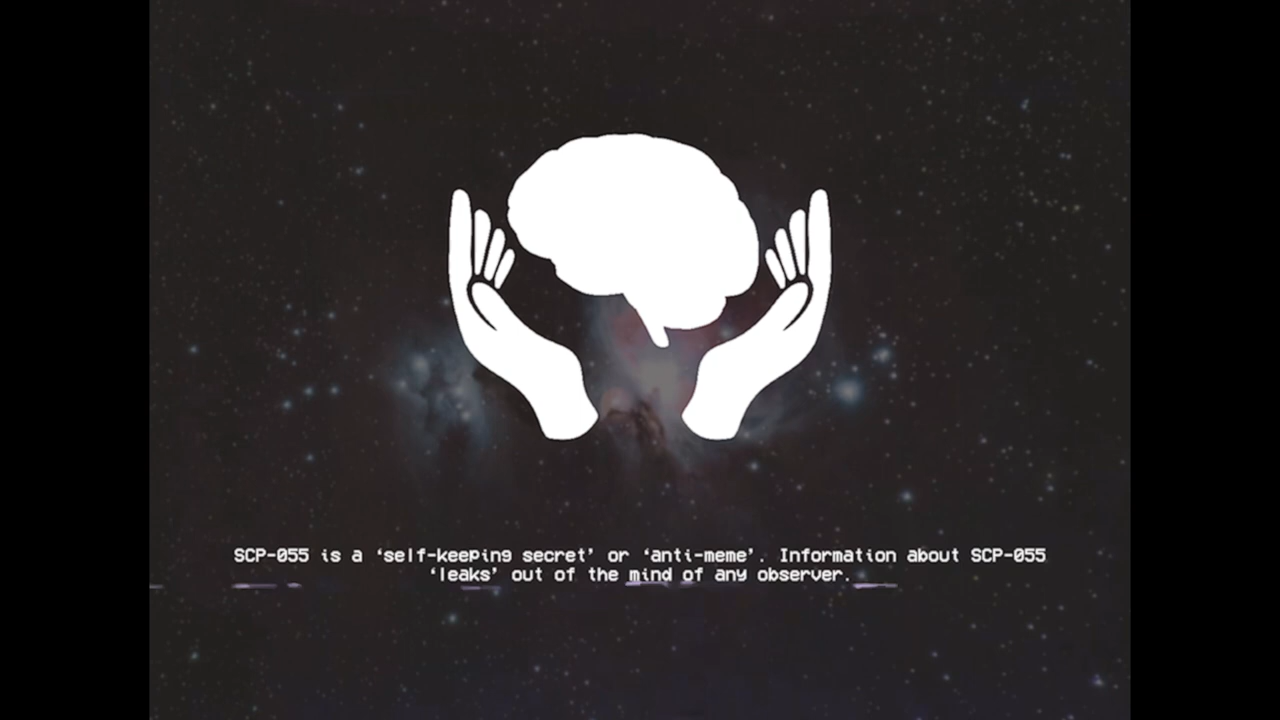 SCP-055 is a ‘self-keeping secret’ or ‘anti-meme’. Information about SCP-055
‘leaks’ out of the mind of any observer.